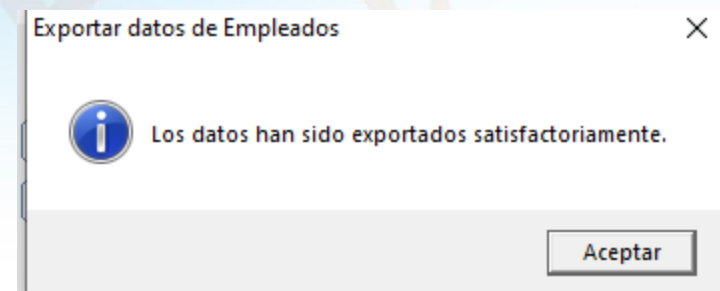 Exportar datos de Empleados
Los datos han sido exportados satisfactoriamente.
Aceptar